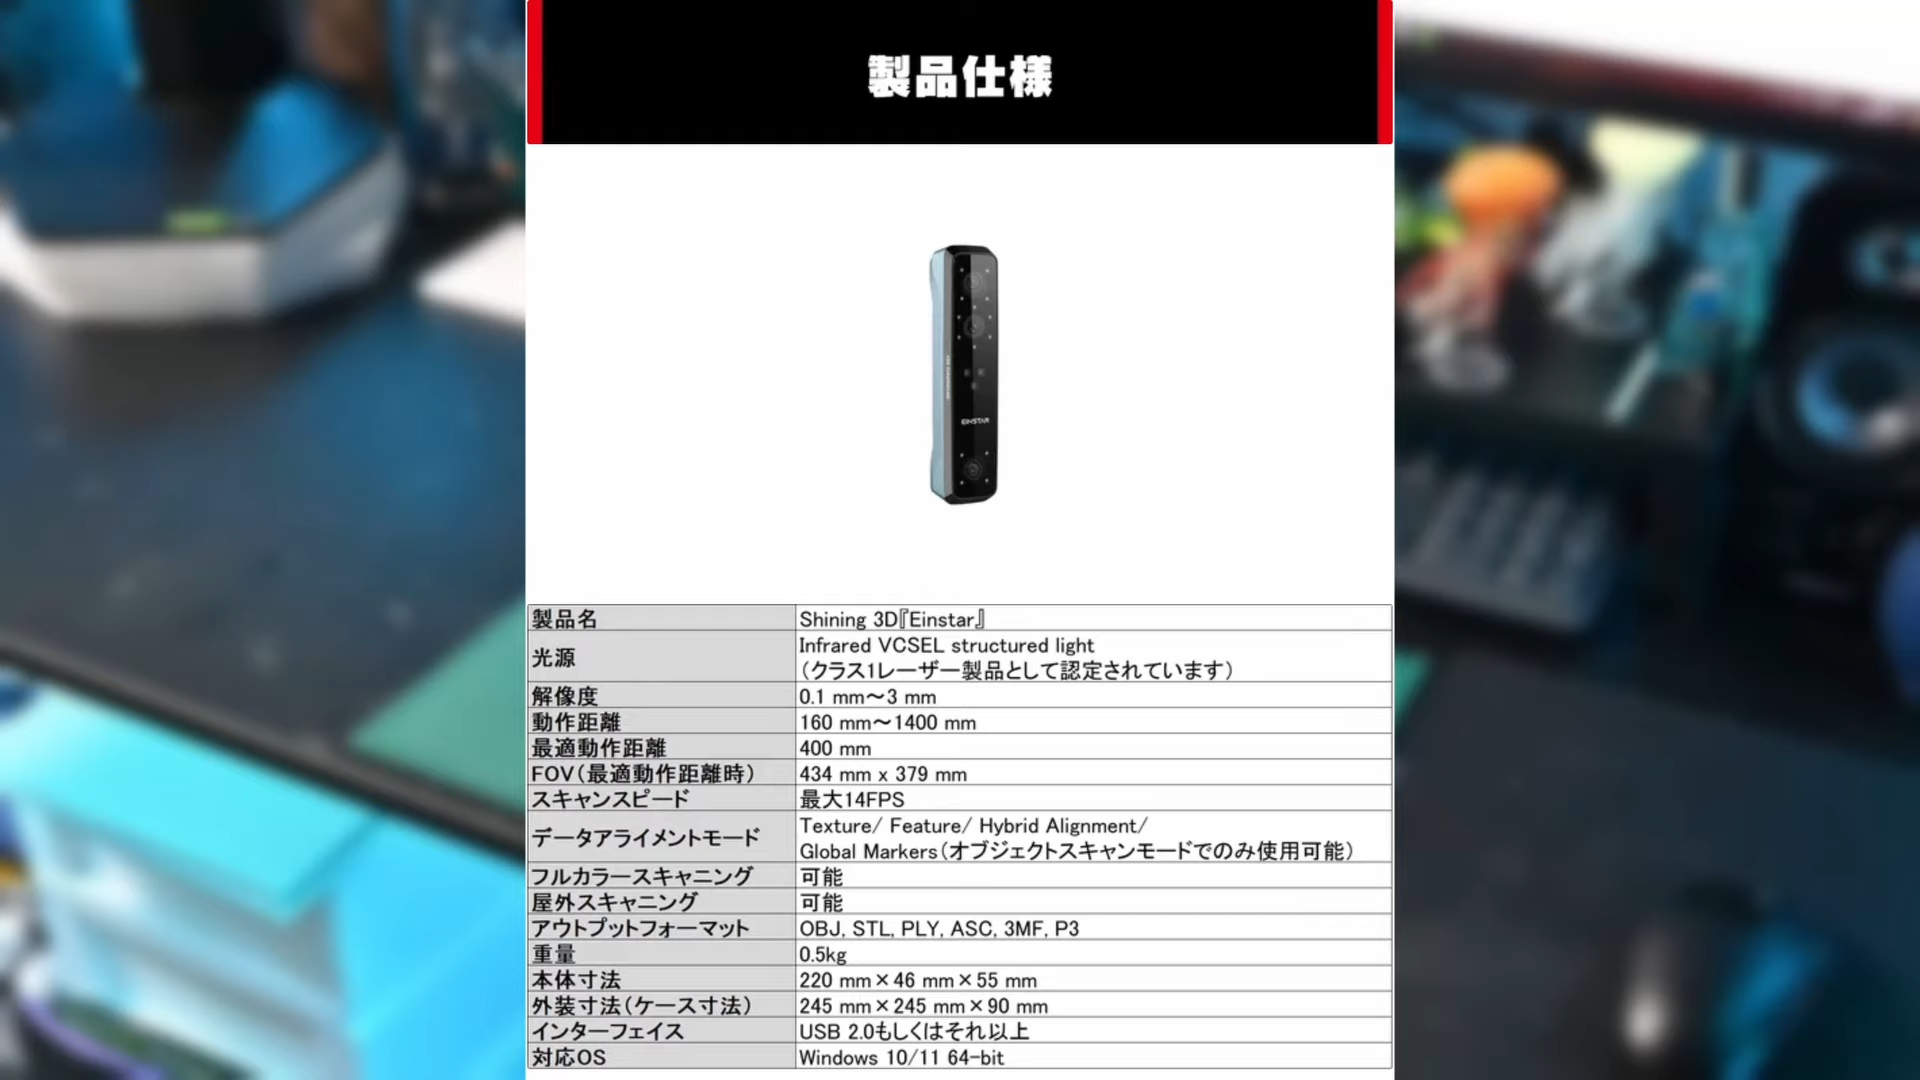 製品仕様
EINSTAR
製品名 Shining 3D『Einstar』
光源 Infrared VCSEL structured light
（クラス1レーザー製品として認定されています）
解像度 0.1 mm～3 mm
動作距離 160 mm～1400 mm
最適動作距離 400 mm
FOV（最適動作距離時） 434 mm x 379 mm
スキャンスピード 最大14FPS
データアライメントモード Texture/ Feature/ Hybrid Alignment/
Global Markers（オブジェクトスキャンモードでのみ使用可能）
フルカラースキャニング 可能
屋外スキャニング 可能
アウトプットフォーマット OBJ, STL, PLY, ASC, 3MF, P3
重量 0.5kg
本体寸法 220 mm×46 mm×55 mm
外装寸法（ケース寸法） 245 mm×245 mm×90 mm
インターフェイス USB 2.0もしくはそれ以上
対応OS Windows 10/11 64-bit